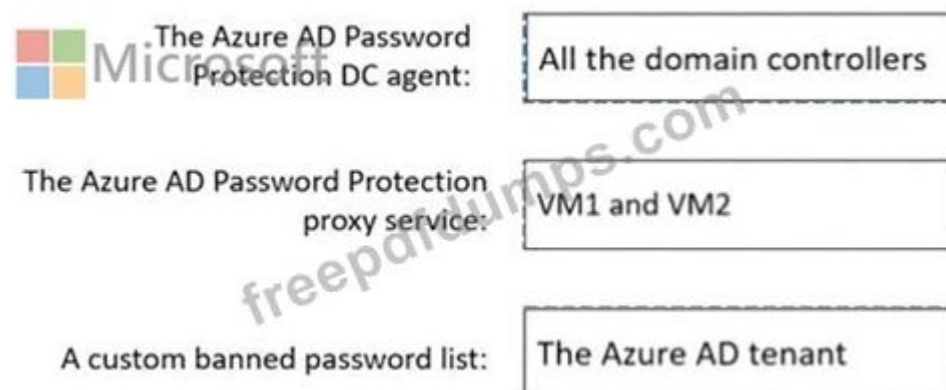 Microsoft
The Azure AD Password
Protection DC agent:
All the domain controllers
The Azure AD Password Protection
proxy service:
VM1 and VM2
freepdfdumps.com
A custom banned password list:
The Azure AD tenant